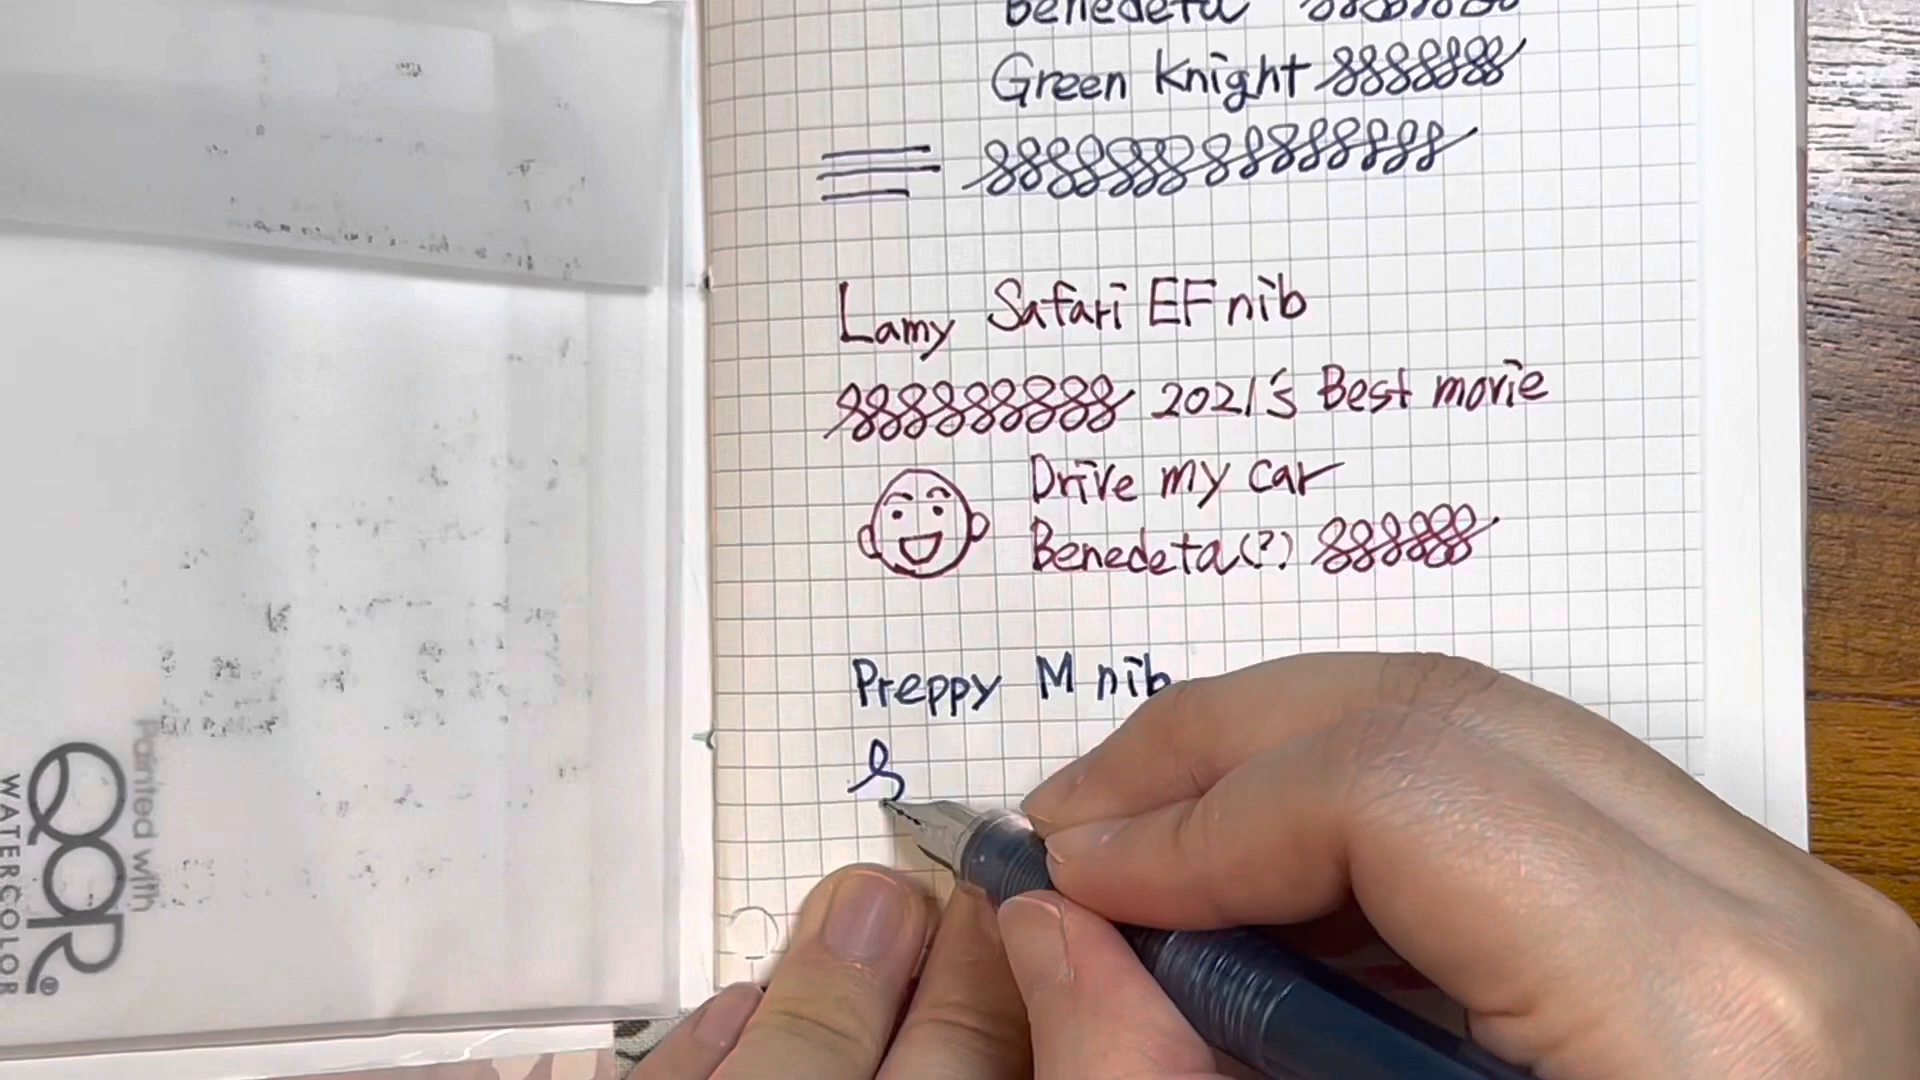 Benedeta
Green Knight
Lamy Safari EF nib
2021's Best movie
Drive my car
Benedeta(?)
Preppy M nib
Painted with
QoR®
WATERCOLOR